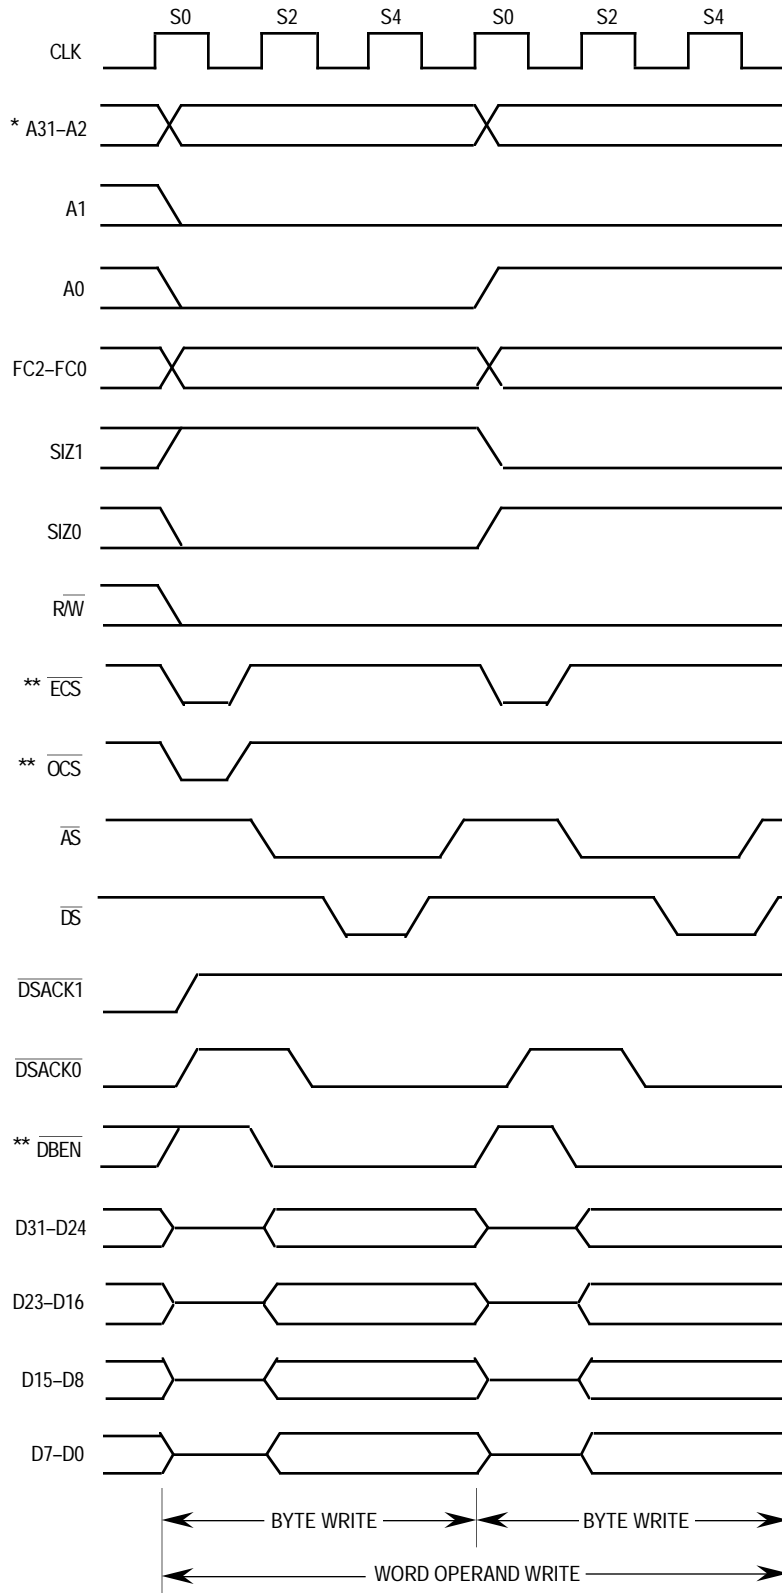 S0 S2 S4 S0 S2 S4
CLK
* A31–A2
A1
A0
FC2–FC0
SIZ1
SIZ0
R/W
** ECS
** OCS
AS
DS
DSACK1
DSACK0
** DBEN
D31–D24
D23–D16
D15–D8
D7–D0
BYTE WRITE BYTE WRITE
WORD OPERAND WRITE